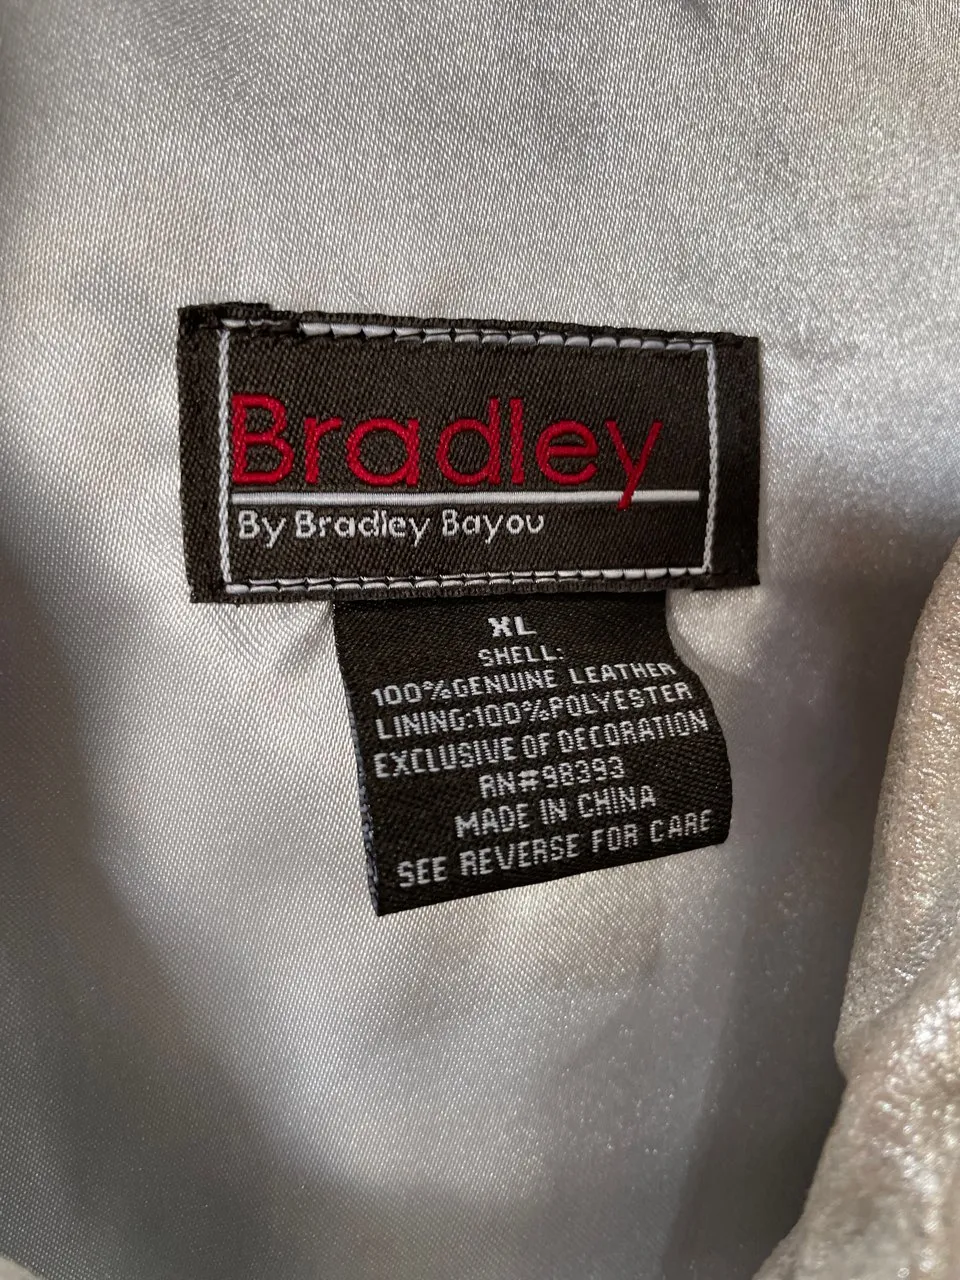 Bradley
By Bradley Bayou
XL
SHELL:
100%GENUINE LEATHER
LINING:100%POLYESTER
EXCLUSIVE OF DECORATION
RN#98393
MADE IN CHINA
SEE REVERSE FOR CARE